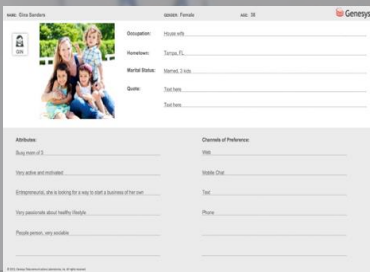 NAME: Gina Sanders GENDER: Female AGE: 38 Genesys
GIN
Occupation: House wife
Hometown: Tampa, FL
Marital Status: Married, 3 kids
Quote: Text here
Text here
Attributes:
Busy mom of 3
Very active and motivated
Entrepreneurial, she is looking for a way to start a business of her own
Very passionate about healthy lifestyle
People person, very sociable
Channels of Preference:
Web
Mobile Chat
Text
Phone